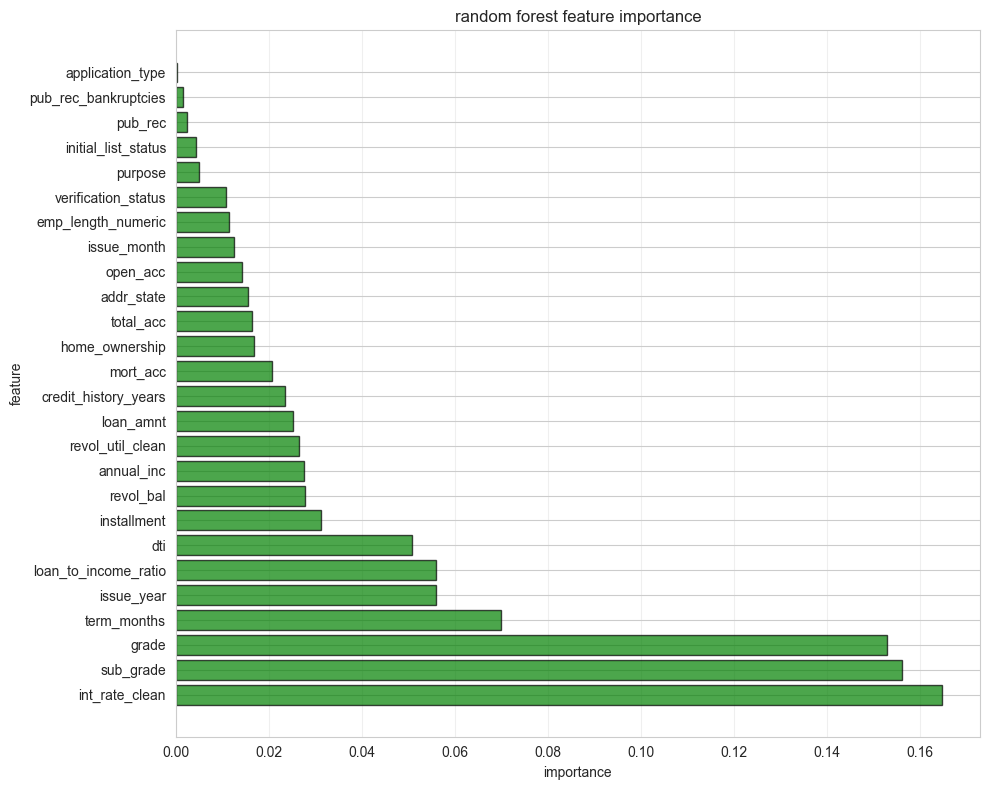 random forest feature importance
application_type
pub_rec_bankruptcies
pub_rec
initial_list_status
purpose
verification_status
emp_length_numeric
issue_month
open_acc
addr_state
total_acc
home_ownership
mort_acc
credit_history_years
loan_amnt
revol_util_clean
annual_inc
revol_bal
installment
dti
loan_to_income_ratio
issue_year
term_months
grade
sub_grade
int_rate_clean
feature
0.00 0.02 0.04 0.06 0.08 0.10 0.12 0.14 0.16
importance